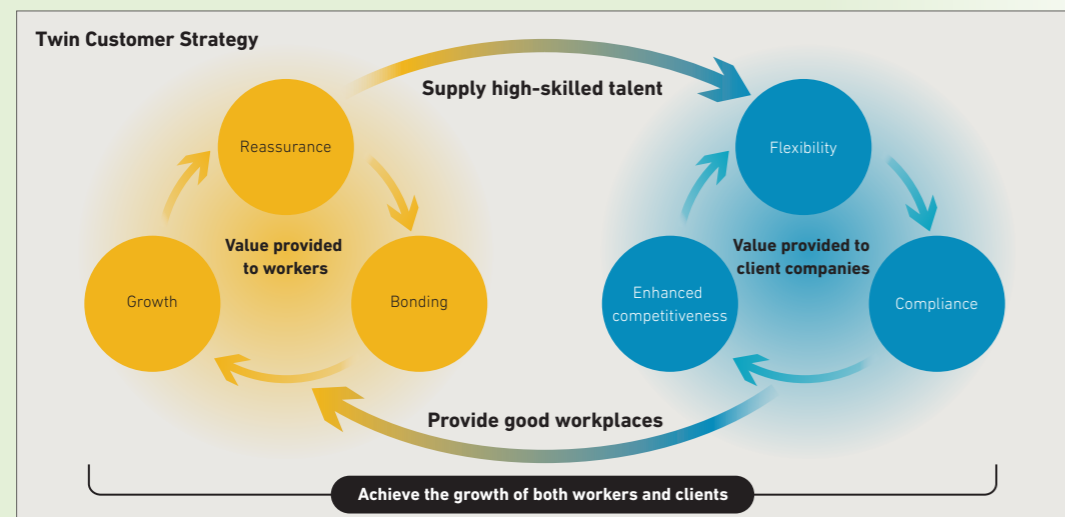 Twin Customer Strategy
Supply high-skilled talent
Reassurance
Value provided
to workers
Growth
Bonding
Flexibility
Value provided to
client companies
Enhanced
competitiveness
Compliance
Provide good workplaces
Achieve the growth of both workers and clients